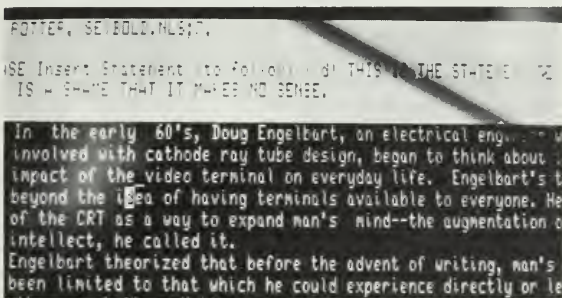 POTTER, SEYBOLD.NLS;7,
SE Insert Statement (to follow) THIS IS THE STATE
IS A SHAME THAT IT MAKES NO SENSE.
In the early 60's, Doug Engelbart, an electrical eng
involved with cathode ray tube design, began to think about
impact of the video terminal on everyday life. Engelbart's t
beyond the isea of having terminals available to everyone. He
of the CRT as a way to expand man's mind--the augmentation o
intellect, he called it.
Engelbart theorized that before the advent of writing, man's
been limited to that which he could experience directly or le